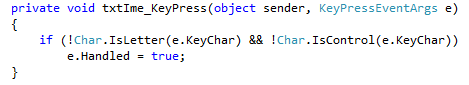 private void txtIme_KeyPress(object sender, KeyPressEventArgs e)
{
    if (!Char.IsLetter(e.KeyChar) && !Char.IsControl(e.KeyChar))
        e.Handled = true;
}